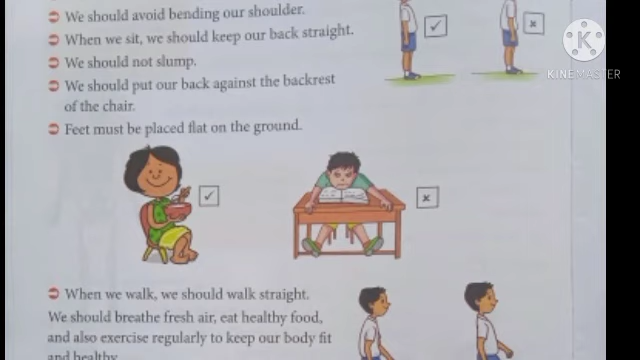 ➲ We should avoid bending our shoulder.
➲ When we sit, we should keep our back straight.
➲ We should not slump.
➲ We should put our back against the backrest
of the chair.
➲ Feet must be placed flat on the ground.
➲ When we walk, we should walk straight.
We should breathe fresh air, eat healthy food,
and also exercise regularly to keep our body fit
and healthy
KINEMASTER